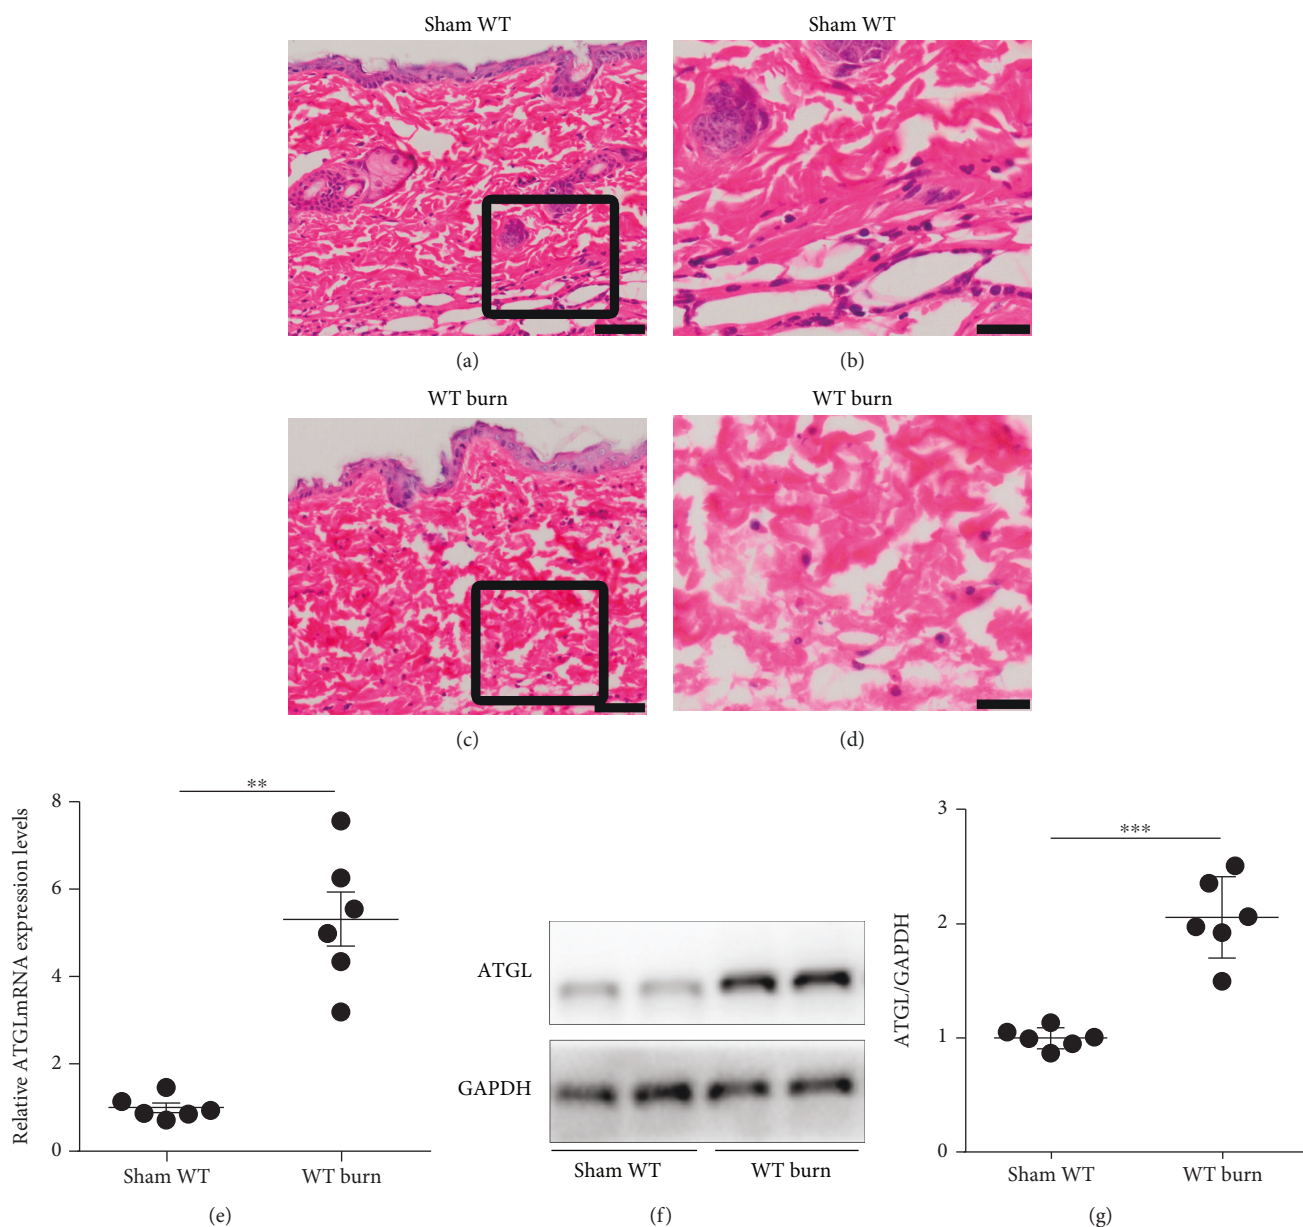 Sham WT
Sham WT
(a)
(b)
WT burn
WT burn
(c)
(d)
Relative ATGLmRNA expression levels
8
6
4
2
0
**
Sham WT
WT burn
(e)
ATGL
GAPDH
Sham WT
WT burn
(f)
ATGL/GAPDH
3
2
1
0
***
Sham WT
WT burn
(g)